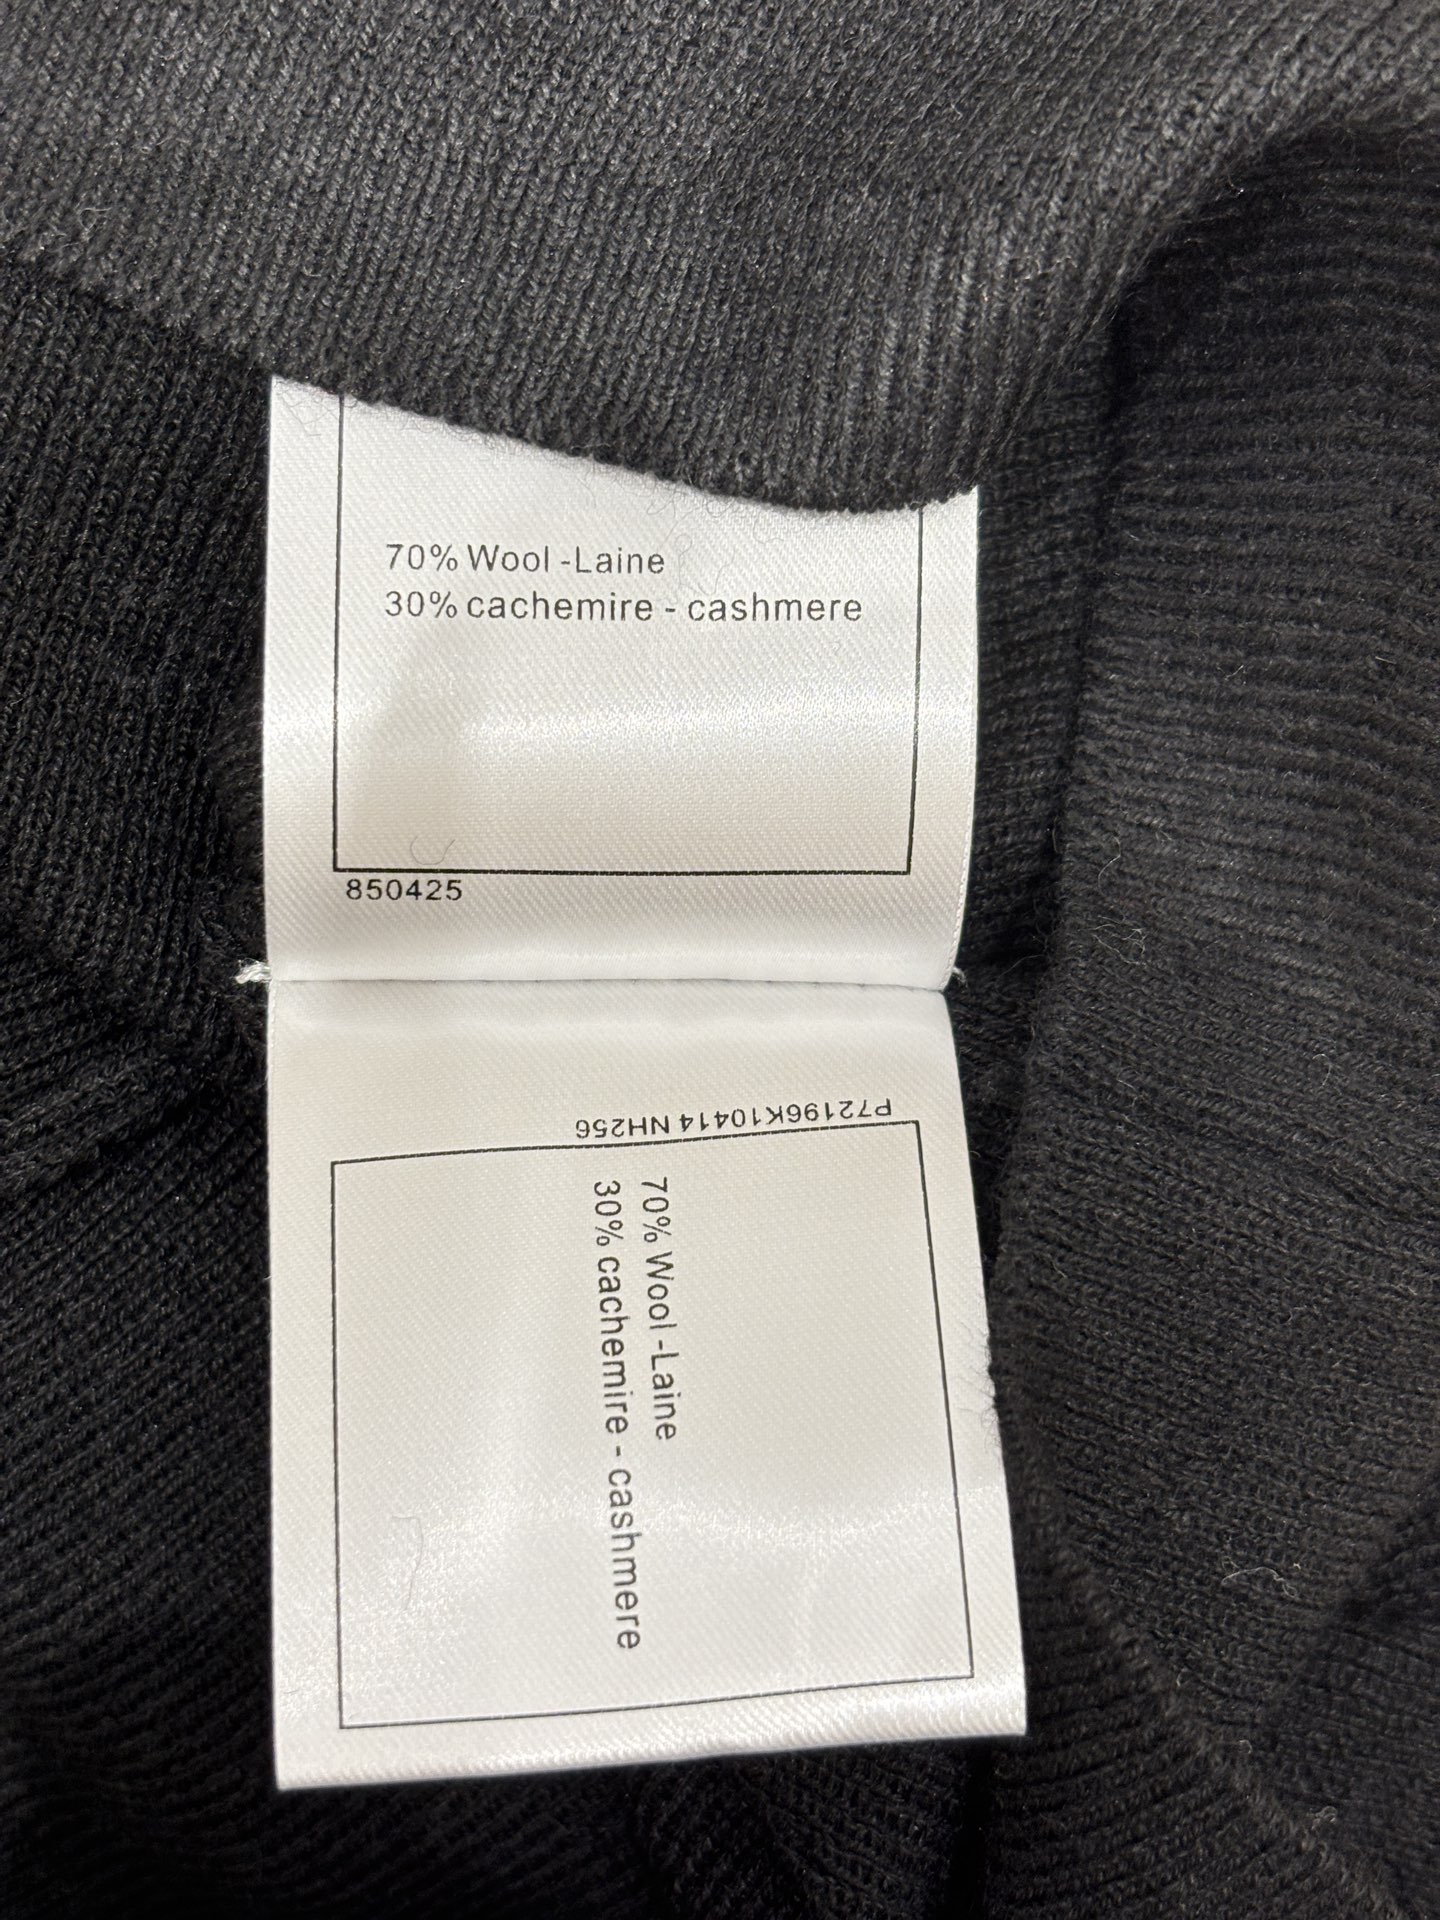 70% Wool -Laine
30% cachemire - cashmere
850425
P72196K10414 NH256
70% Wool -Laine
30% cachemire - cashmere